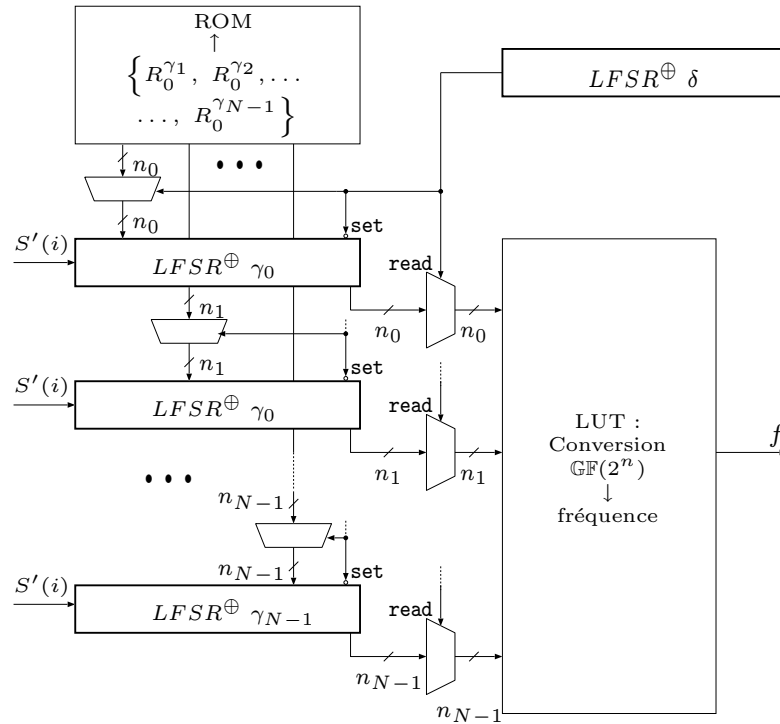 ROM
↑
{ R_0^{γ1}, R_0^{γ2}, ...
..., R_0^{γ_{N−1}} }
LFSR^⊕ δ
n_0
n_0
set
S′(i)
LFSR^⊕ γ_0
read
n_0
n_0
n_1
n_1
set
S′(i)
LFSR^⊕ γ_0
read
n_1
n_1
LUT :
Conversion
𝔾𝔽(2^n)
↓
fréquence
f
n_{N−1}
n_{N−1}
set
S′(i)
LFSR^⊕ γ_{N−1}
read
n_{N−1}
n_{N−1}